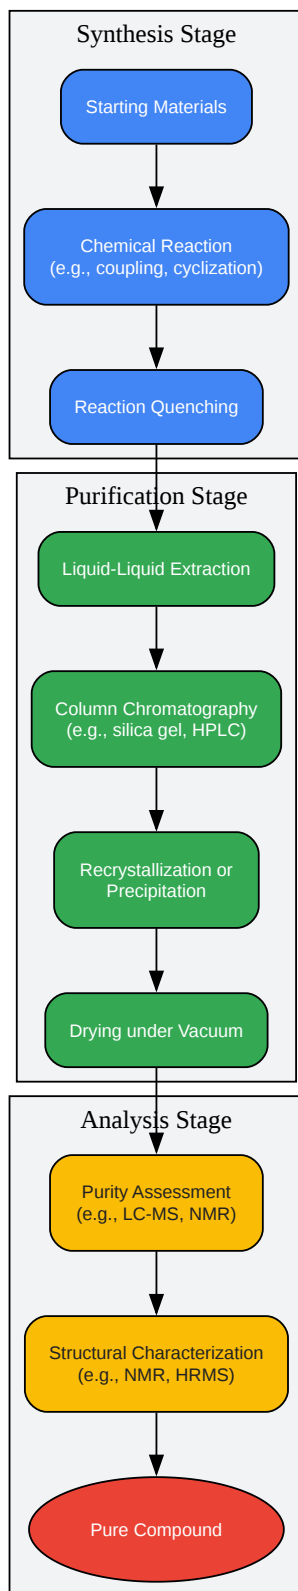 Synthesis Stage
Starting Materials
Chemical Reaction
(e.g., coupling, cyclization)
Reaction Quenching
Purification Stage
Liquid-Liquid Extraction
Column Chromatography
(e.g., silica gel, HPLC)
Recrystallization or
Precipitation
Drying under Vacuum
Analysis Stage
Purity Assessment
(e.g., LC-MS, NMR)
Structural Characterization
(e.g., NMR, HRMS)
Pure Compound